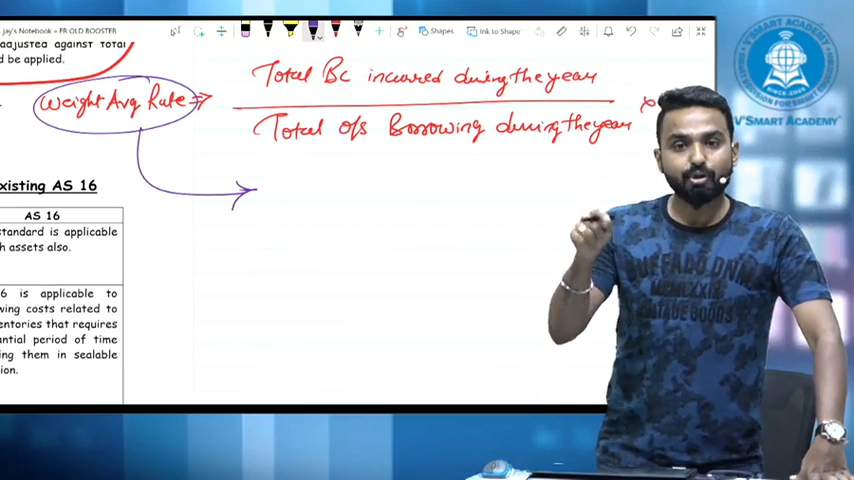 jay's Notebook » FR OLD BOOSTER
Shapes
Ink to Shape
adjusted against total
d be applied.
Weight Avg Rate ⇒
Total BC incurred during the year
Total o/s Borrowing during the year
existing AS 16
AS 16
standard is applicable
h assets also.
6 is applicable to
wing costs related to
entories that requires
antial period of time
ing them in sealable
ion.
V'SMART ACADEMY
SINCE-2004
V'SMART ACADEMY
BUFFALO DNM
VINTAGE GOODS